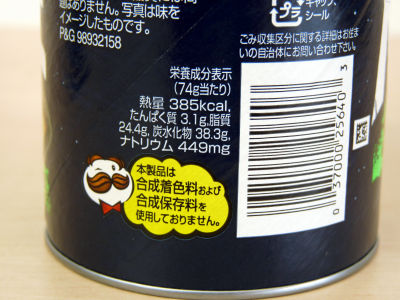 題はありません。写真は味を
イメージしたものです。
P&G 98932158
プラ
キャップ、
シール
ごみ収集区分に関する詳細はお住ま
いの自治体にお問い合わせ下さい。
栄養成分表示
(74g当たり)
熱量 385kcal,
たんぱく質 3.1g,脂質
24.4g, 炭水化物 38.3g,
ナトリウム 449mg
本製品は
合成着色料および
合成保存料を
使用しておりません。
0 37000 25640 3